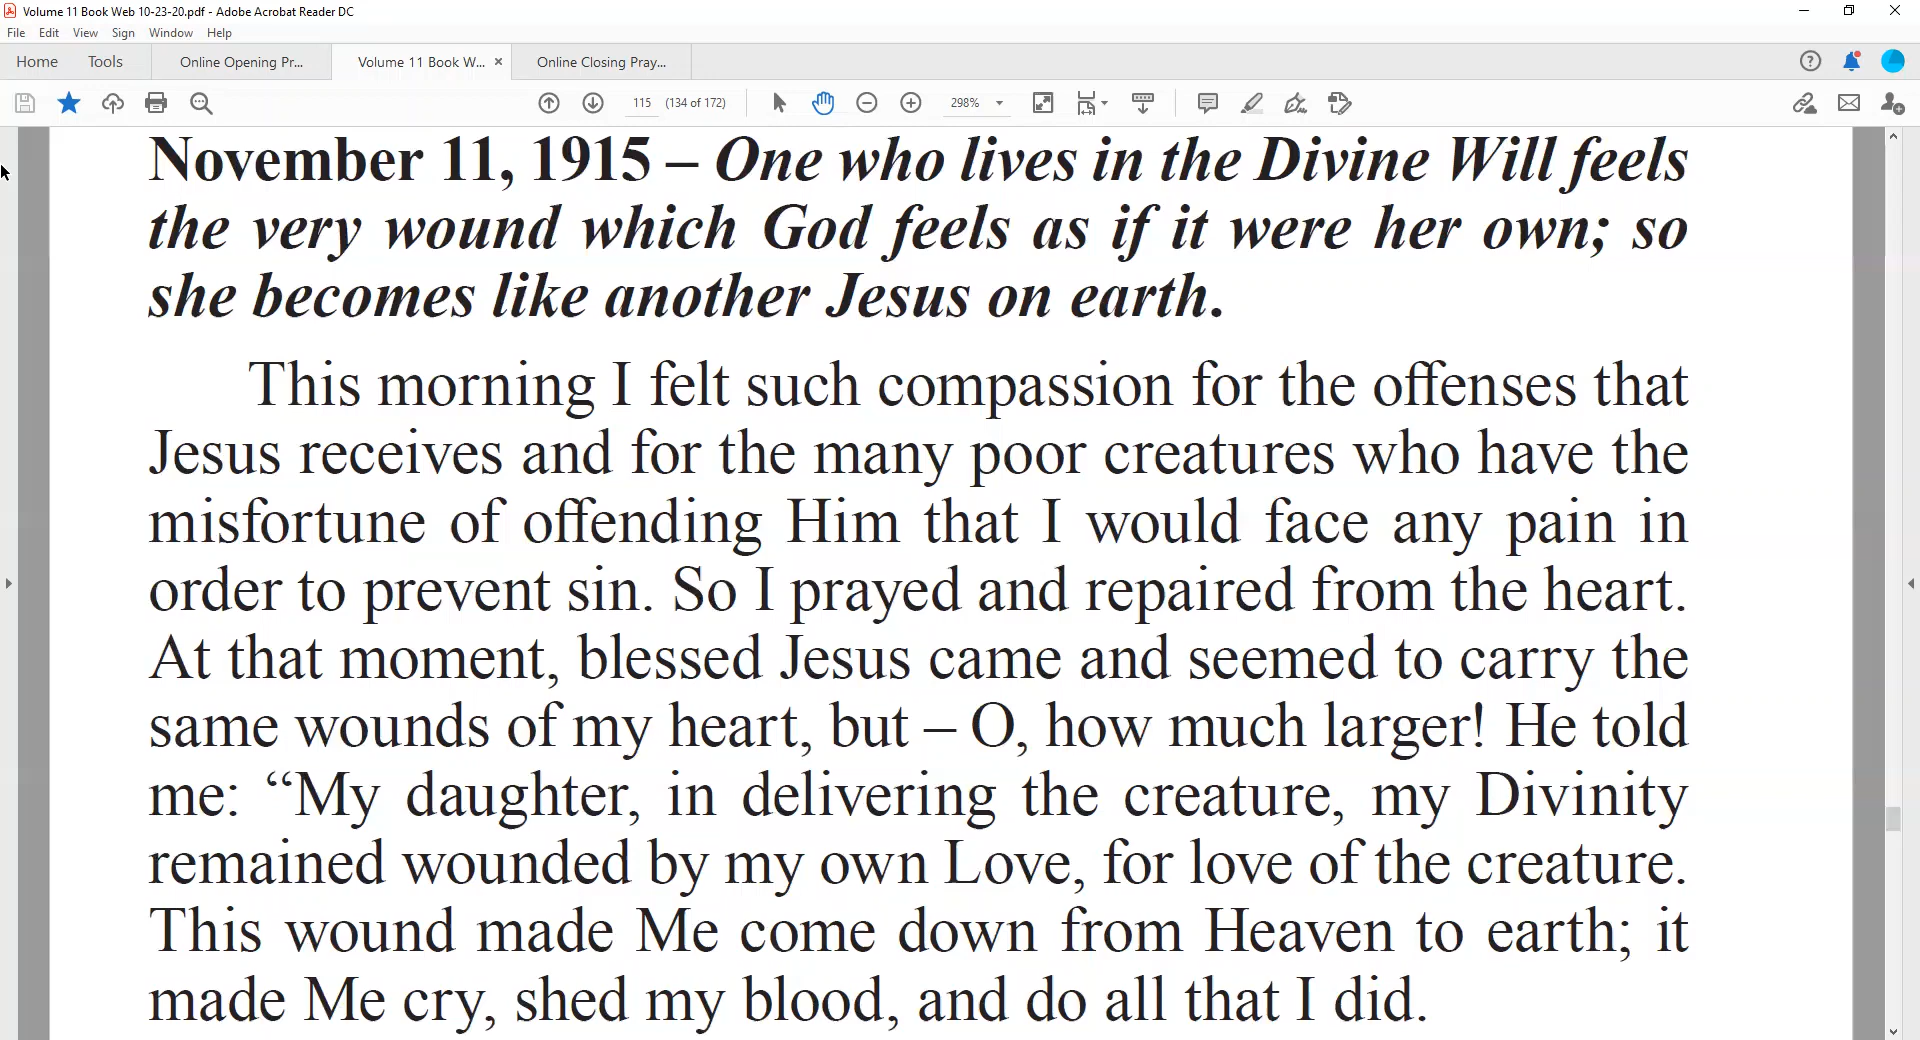 Volume 11 Book Web 10-23-20.pdf - Adobe Acrobat Reader DC
File Edit View Sign Window Help
Home Tools Online Opening Pr... Volume 11 Book W... Online Closing Pray...
115 (134 of 172) 298%
November 11, 1915 – One who lives in the Divine Will feels
the very wound which God feels as if it were her own; so
she becomes like another Jesus on earth.
This morning I felt such compassion for the offenses that
Jesus receives and for the many poor creatures who have the
misfortune of offending Him that I would face any pain in
order to prevent sin. So I prayed and repaired from the heart.
At that moment, blessed Jesus came and seemed to carry the
same wounds of my heart, but – O, how much larger! He told
me: “My daughter, in delivering the creature, my Divinity
remained wounded by my own Love, for love of the creature.
This wound made Me come down from Heaven to earth; it
made Me cry, shed my blood, and do all that I did.